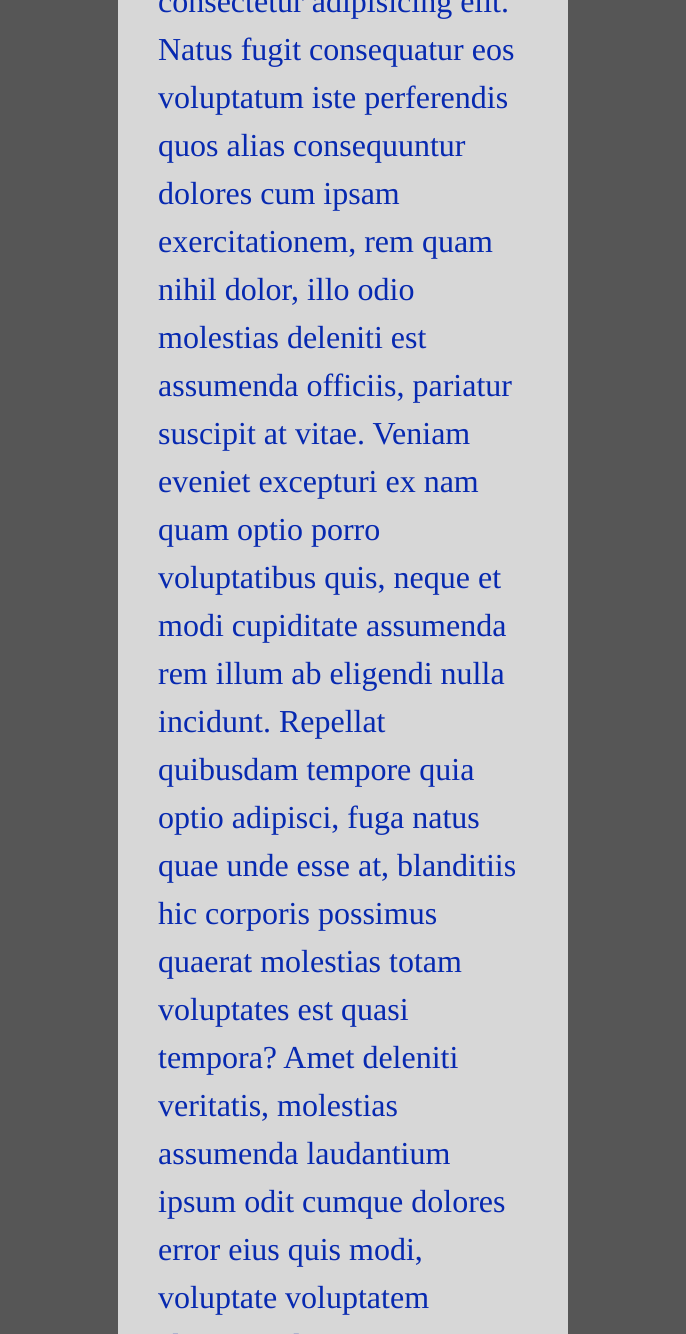 consectetur adipisicing elit.
Natus fugit consequatur eos
voluptatum iste perferendis
quos alias consequuntur
dolores cum ipsam
exercitationem, rem quam
nihil dolor, illo odio
molestias deleniti est
assumenda officiis, pariatur
suscipit at vitae. Veniam
eveniet excepturi ex nam
quam optio porro
voluptatibus quis, neque et
modi cupiditate assumenda
rem illum ab eligendi nulla
incidunt. Repellat
quibusdam tempore quia
optio adipisci, fuga natus
quae unde esse at, blanditiis
hic corporis possimus
quaerat molestias totam
voluptates est quasi
tempora? Amet deleniti
veritatis, molestias
assumenda laudantium
ipsum odit cumque dolores
error eius quis modi,
voluptate voluptatem